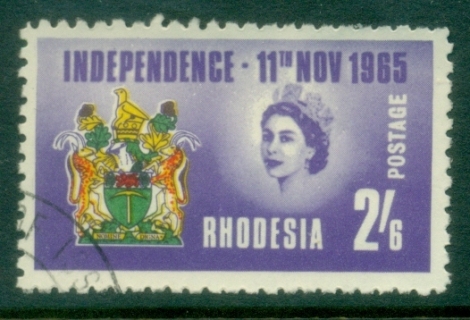 INDEPENDENCE · 11TH NOV 1965
POSTAGE
RHODESIA
2/6